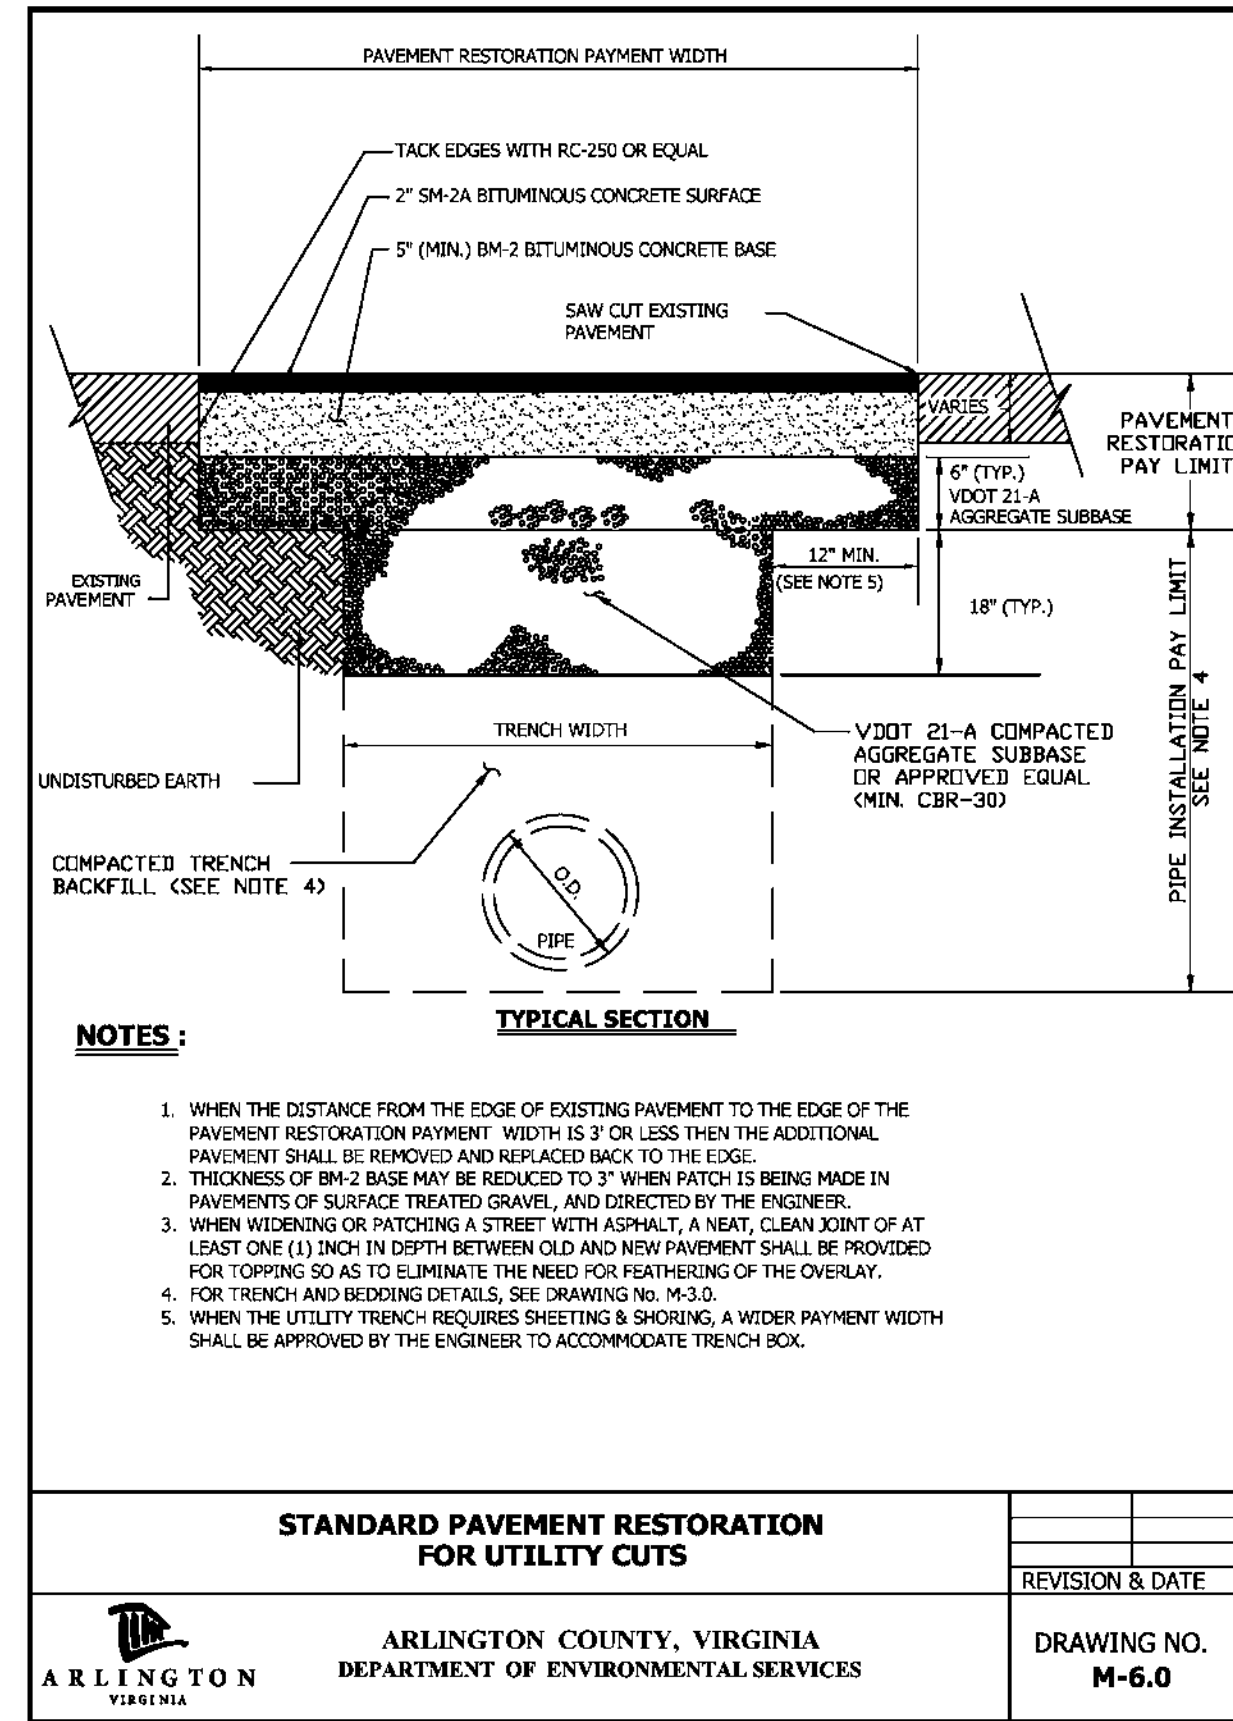 PAVEMENT RESTORATION PAYMENT WIDTH
TACK EDGES WITH RC-250 OR EQUAL
2" SM-2A BITUMINOUS CONCRETE SURFACE
5" (MIN.) BM-2 BITUMINOUS CONCRETE BASE
SAW CUT EXISTING
PAVEMENT
VARIES
PAVEMENT
RESTORATIO
PAY LIMIT
6" (TYP.)
VDOT 21-A
AGGREGATE SUBBASE
12" MIN.
(SEE NOTE 5)
18" (TYP.)
EXISTING
PAVEMENT
PIPE INSTALLATION PAY LIMIT
SEE NOTE 4
TRENCH WIDTH
VDOT 21-A COMPACTED
AGGREGATE SUBBASE
OR APPROVED EQUAL
(MIN. CBR-30)
UNDISTURBED EARTH
COMPACTED TRENCH
BACKFILL (SEE NOTE 4)
O.D.
PIPE
TYPICAL SECTION
NOTES :
1. WHEN THE DISTANCE FROM THE EDGE OF EXISTING PAVEMENT TO THE EDGE OF THE
PAVEMENT RESTORATION PAYMENT WIDTH IS 3' OR LESS THEN THE ADDITIONAL
PAVEMENT SHALL BE REMOVED AND REPLACED BACK TO THE EDGE.
2. THICKNESS OF BM-2 BASE MAY BE REDUCED TO 3" WHEN PATCH IS BEING MADE IN
PAVEMENTS OF SURFACE TREATED GRAVEL, AND DIRECTED BY THE ENGINEER.
3. WHEN WIDENING OR PATCHING A STREET WITH ASPHALT, A NEAT, CLEAN JOINT OF AT
LEAST ONE (1) INCH IN DEPTH BETWEEN OLD AND NEW PAVEMENT SHALL BE PROVIDED
FOR TOPPING SO AS TO ELIMINATE THE NEED FOR FEATHERING OF THE OVERLAY.
4. FOR TRENCH AND BEDDING DETAILS, SEE DRAWING No. M-3.0.
5. WHEN THE UTILITY TRENCH REQUIRES SHEETING & SHORING, A WIDER PAYMENT WIDTH
SHALL BE APPROVED BY THE ENGINEER TO ACCOMMODATE TRENCH BOX.
STANDARD PAVEMENT RESTORATION
FOR UTILITY CUTS
REVISION & DATE
ARLINGTON
VIRGINIA
ARLINGTON COUNTY, VIRGINIA
DEPARTMENT OF ENVIRONMENTAL SERVICES
DRAWING NO.
M-6.0